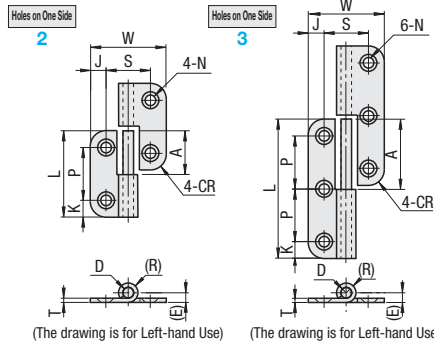 Holes on One Side
2
W
J
S
4-N
L
P
K
A
4-CR
D
(R)
T
(E)
(The drawing is for Left-hand Use)
Holes on One Side
3
W
J
S
6-N
L
P
P
K
A
4-CR
D
(R)
T
(E)
(The drawing is for Left-hand Use